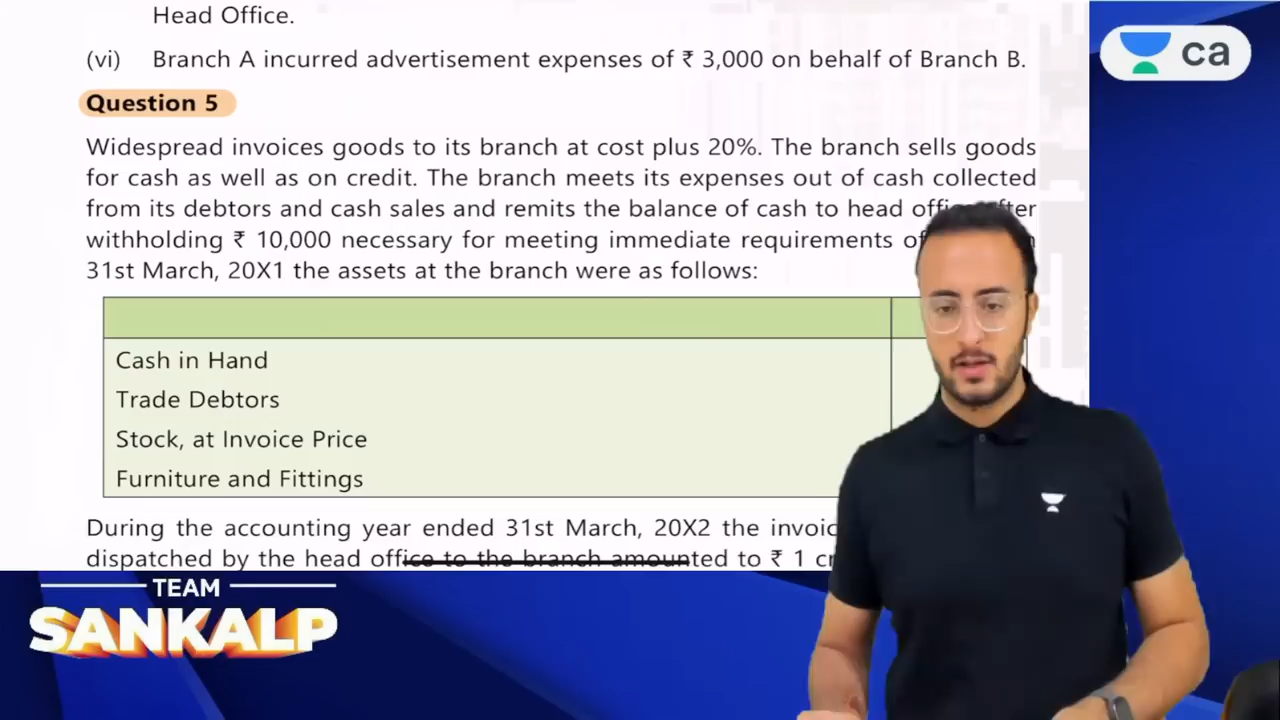 Head Office.
(vi) Branch A incurred advertisement expenses of ₹ 3,000 on behalf of Branch B.
ca
Question 5
Widespread invoices goods to its branch at cost plus 20%. The branch sells goods
for cash as well as on credit. The branch meets its expenses out of cash collected
from its debtors and cash sales and remits the balance of cash to head
withholding ₹ 10,000 necessary for meeting immediate requirements
31st March, 20X1 the assets at the branch were as follows:
Cash in Hand
Trade Debtors
Stock, at Invoice Price
Furniture and Fittings
During the accounting year ended 31st March, 20X2 the
dispatched by the head office to the branch amounted to ₹ 1
TEAM
SANKALP